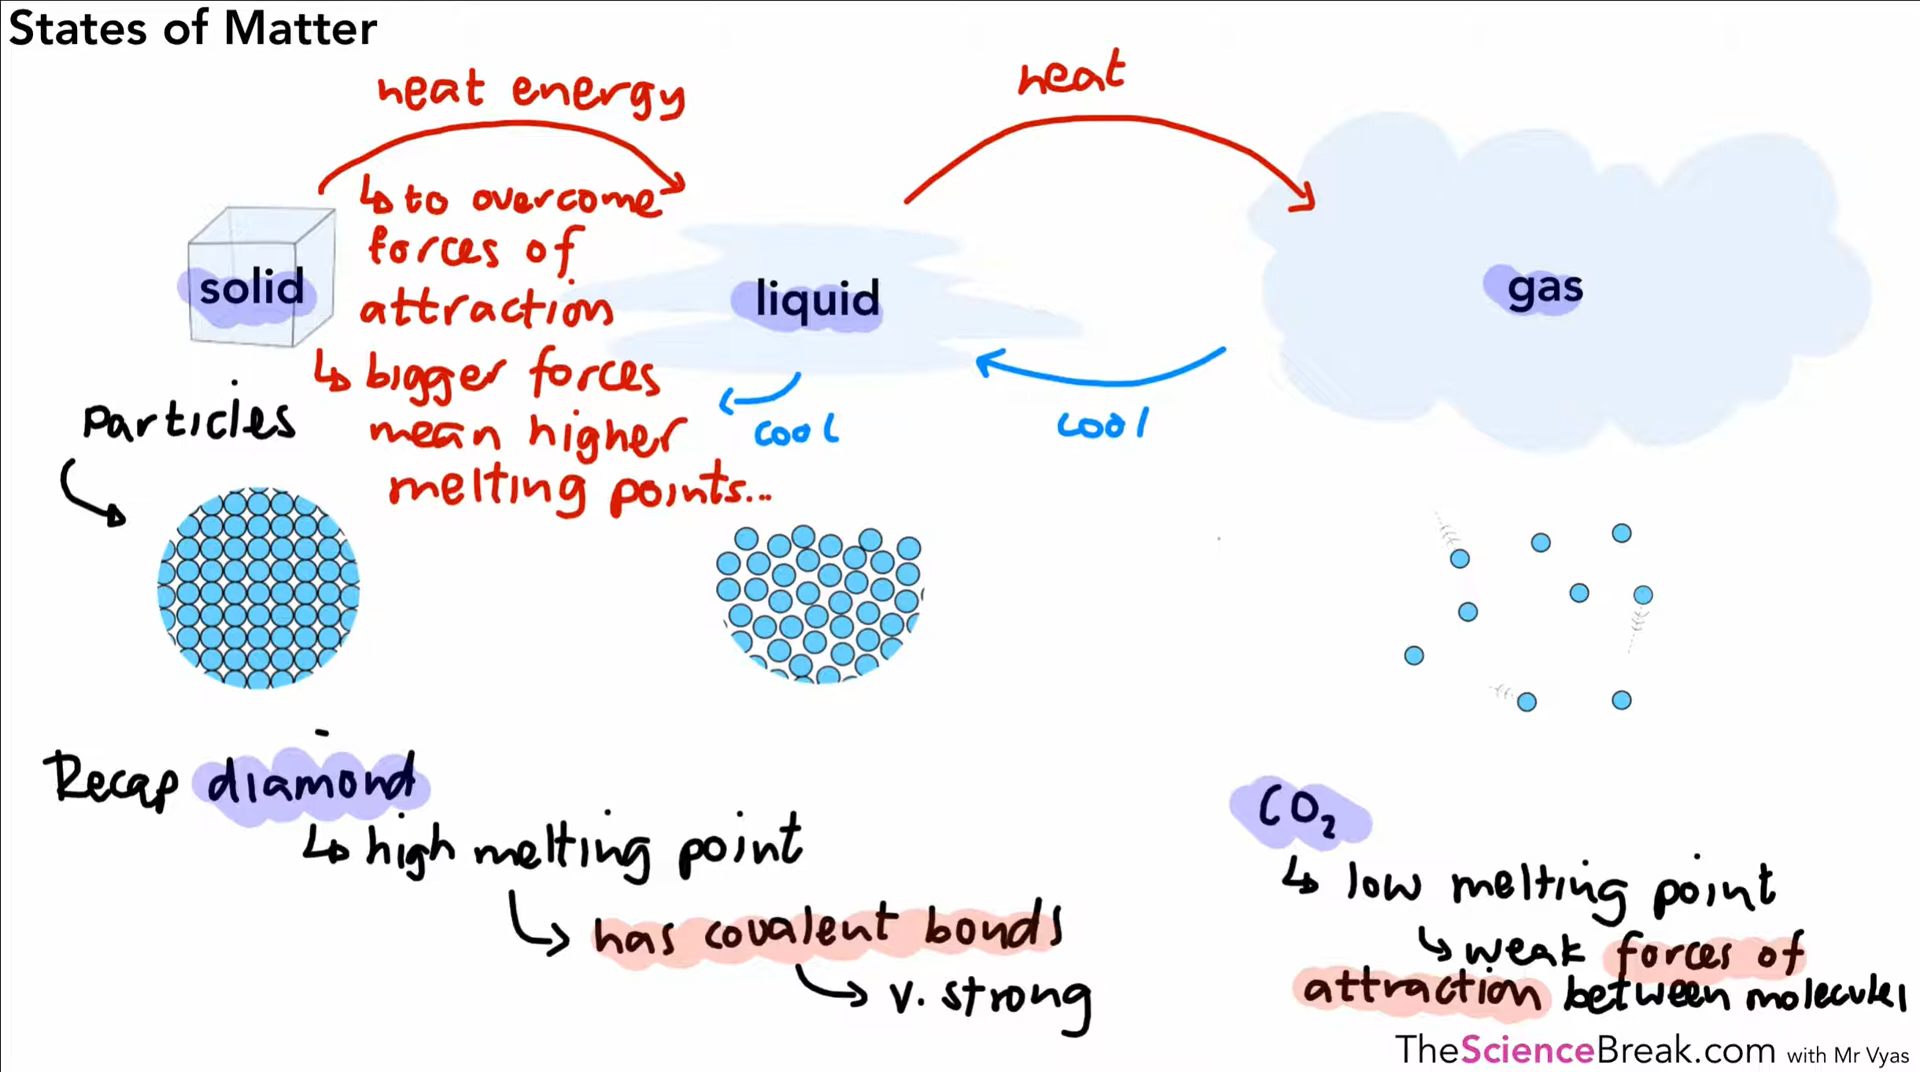 States of Matter
heat energy
↳ to overcome
forces of
attraction
↳ bigger forces
mean higher
melting points...
heat
solid
liquid
gas
cool
cool
Particles
Recap diamond
↳ high melting point
↳ has covalent bonds
↳ v. strong
CO₂
↳ low melting point
↳ weak forces of
attraction between molecules
TheScienceBreak.com with Mr Vyas